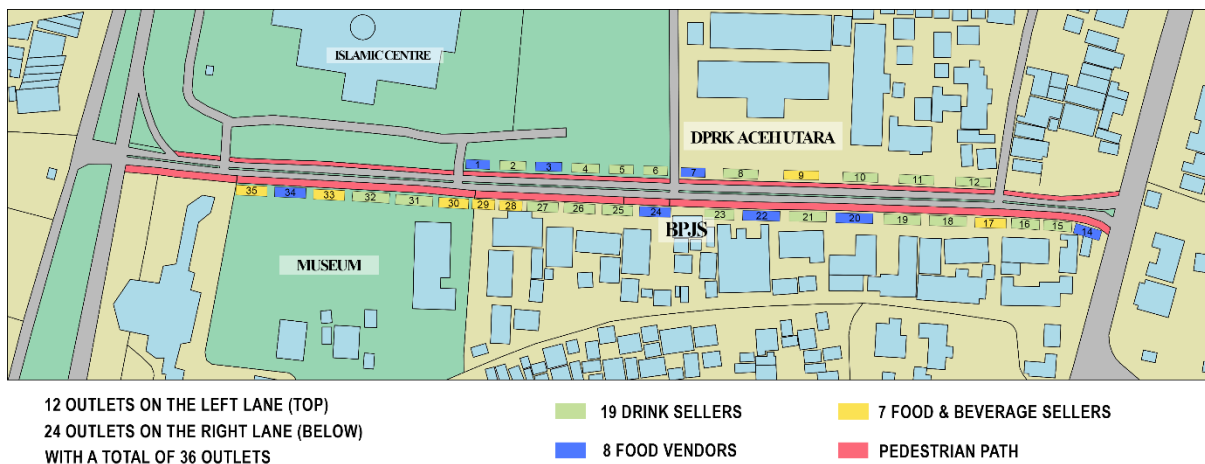 ISLAMIC CENTRE
DPRK ACEH UTARA
1 2 3 4 5 6 7 8 9 10 11 12
35 34 33 32 31 30 29 28 27 26 25 24 23 22 21 20 19 18 17 16 15 14
BPJS
MUSEUM
12 OUTLETS ON THE LEFT LANE (TOP)
24 OUTLETS ON THE RIGHT LANE (BELOW)
WITH A TOTAL OF 36 OUTLETS
19 DRINK SELLERS
8 FOOD VENDORS
7 FOOD & BEVERAGE SELLERS
PEDESTRIAN PATH